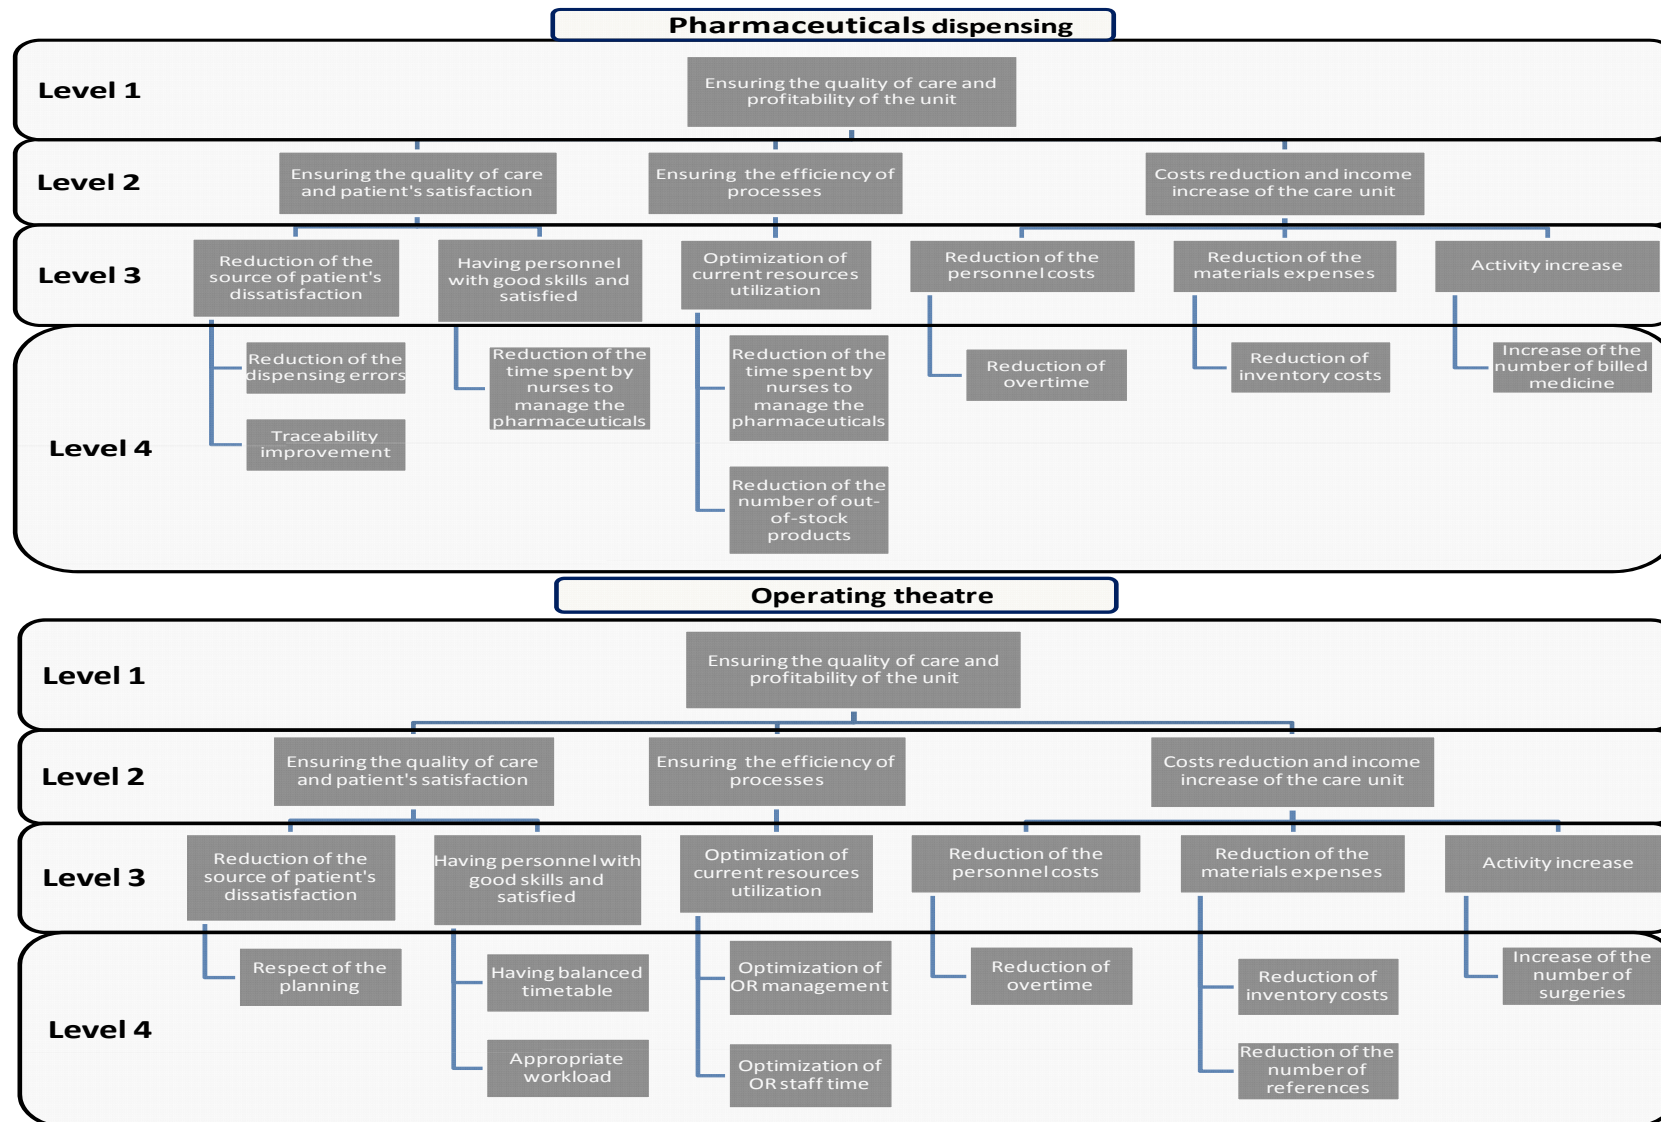 Pharmaceuticals dispensing
Level 1
Ensuring the quality of care and
profitability of the unit
Level 2
Ensuring the quality of care
and patient's satisfaction
Ensuring the efficiency of
processes
Costs reduction and income
increase of the care unit
Level 3
Reduction of the
source of patient's
dissatisfaction
Having personnel
with good skills and
satisfied
Optimization of
current resources
utilization
Reduction of the
personnel costs
Reduction of the
materials expenses
Activity increase
Level 4
Reduction of the
dispensing errors
Traceability
improvement
Reduction of the
time spent by
nurses to
manage the
pharmaceuticals
Reduction of the
time spent by
nurses to
manage the
pharmaceuticals
Reduction of the
number of out-
of-stock
products
Reduction of
overtime
Reduction of
inventory costs
Increase of the
number of billed
medicine
Operating theatre
Level 1
Ensuring the quality of care and
profitability of the unit
Level 2
Ensuring the quality of care
and patient's satisfaction
Ensuring the efficiency of
processes
Costs reduction and income
increase of the care unit
Level 3
Reduction of the
source of patient's
dissatisfaction
Having personnel with
good skills and
satisfied
Optimization of
current resources
utilization
Reduction of the
personnel costs
Reduction of the
materials expenses
Activity increase
Level 4
Respect of the
planning
Having balanced
timetable
Appropriate
workload
Optimization of
OR management
Optimization of
OR staff time
Reduction of
overtime
Reduction of
inventory costs
Reduction of the
number of
references
Increase of the
number of
surgeries